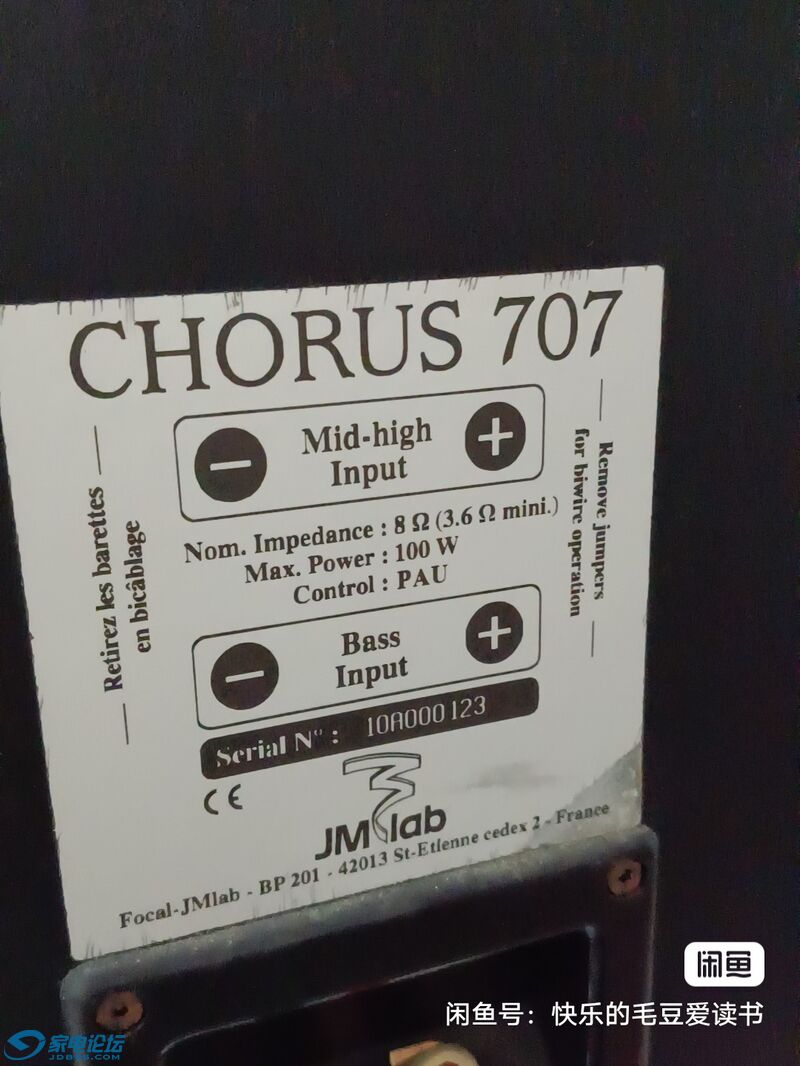 CHORUS 707
− Mid-high +
Input
Nom. Impedance : 8 Ω (3.6 Ω mini.)
Max. Power : 100 W
Control : PAU
− Bass +
Input
Retirez les barettes
en bicâblage
Remove jumpers
for biwire operation
Serial N° : 10A000123
CE
JMlab
Focal-JMlab - BP 201 - 42013 St-Etienne cedex 2 - France
闲鱼
闲鱼号：快乐的毛豆爱读书
家电论坛
JDBBS.COM